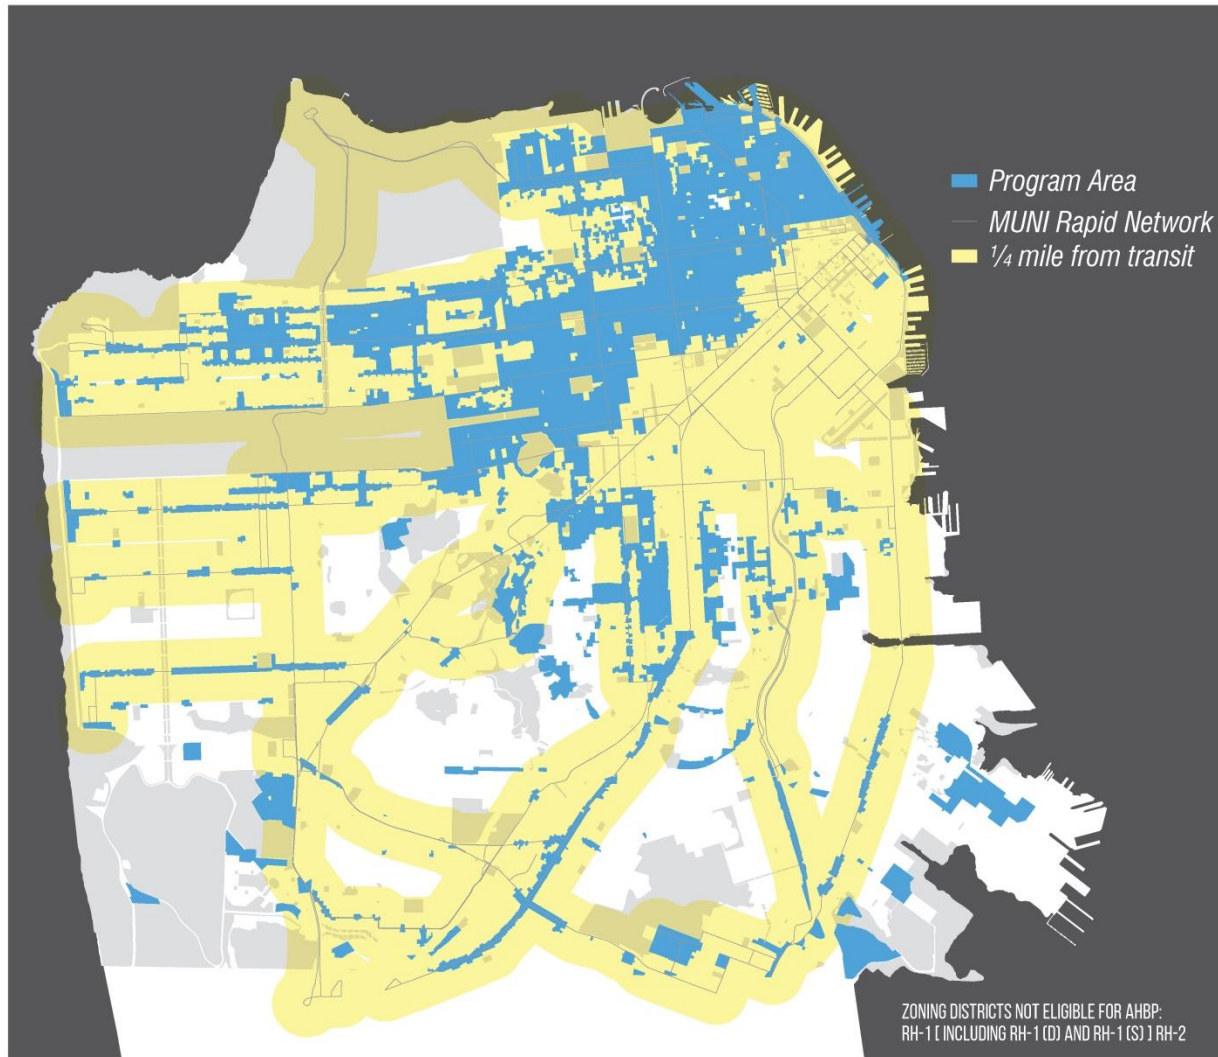 Program Area
MUNI Rapid Network
¼ mile from transit
ZONING DISTRICTS NOT ELIGIBLE FOR AHBP:
RH-1 [ INCLUDING RH-1 (D) AND RH-1 (S) ] RH-2